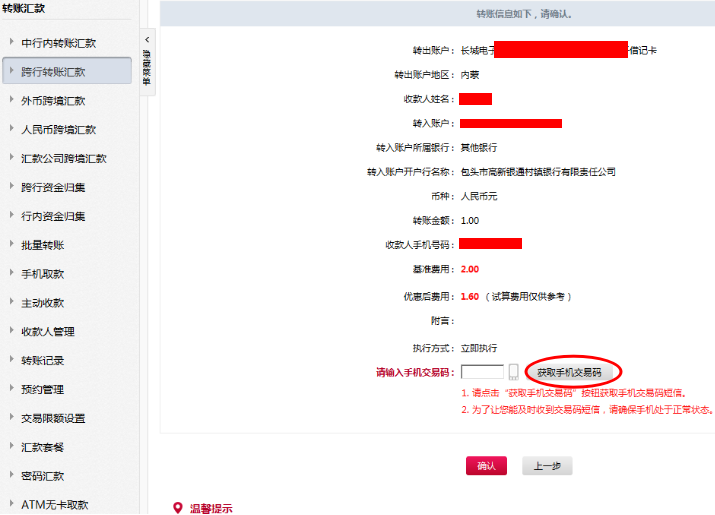 转账汇款
中行内转账汇款
跨行转账汇款
外币跨境汇款
人民币跨境汇款
汇款公司跨境汇款
跨行资金归集
行内资金归集
批量转账
手机取款
主动收款
收款人管理
转账记录
预约管理
交易限额设置
汇款套餐
密码汇款
ATM无卡取款
<
隐藏菜单
转账信息如下，请确认。
转出账户： 长城电子 借记卡
转出账户地区： 内蒙
收款人姓名：
转入账户：
转入账户所属银行： 其他银行
转入账户开户行名称： 包头市高新银通村镇银行有限责任公司
币种： 人民币元
转账金额： 1.00
收款人手机号码：
基准费用： 2.00
优惠后费用： 1.60 （试算费用仅供参考）
附言：
执行方式： 立即执行
请输入手机交易码： 获取手机交易码
1. 请点击“获取手机交易码”按钮获取手机交易码短信。
2. 为了让您能及时收到交易码短信，请确保手机处于正常状态。
确认 上一步
温馨提示